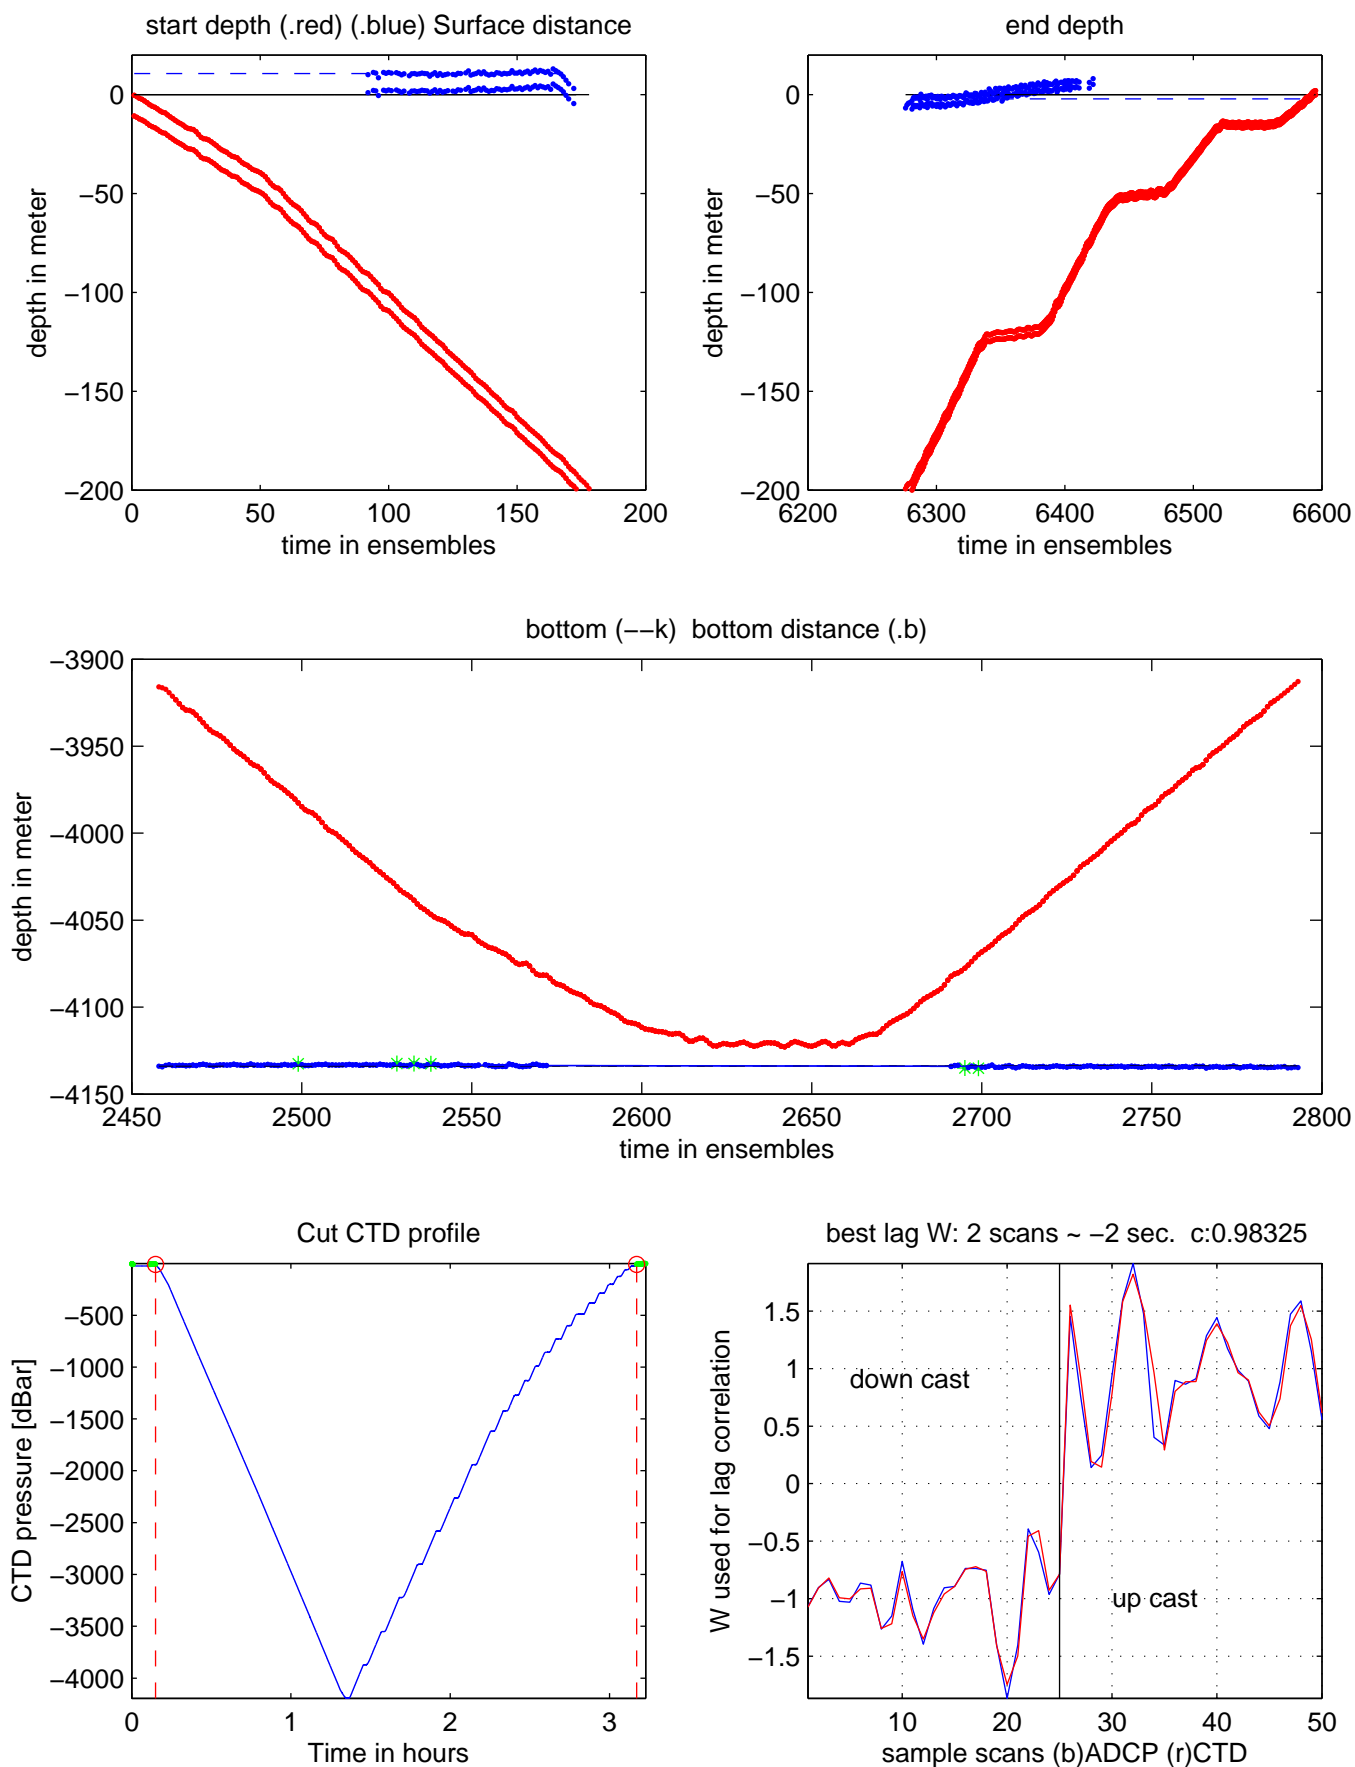 start depth (.red) (.blue) Surface distance
end depth
0
−50
−100
−150
−200
depth in meter
0 50 100 150 200
time in ensembles
0
−50
−100
−150
−200
depth in meter
6200 6300 6400 6500 6600
time in ensembles
bottom (−−k) bottom distance (.b)
−3900
−3950
−4000
−4050
−4100
−4150
depth in meter
2450 2500 2550 2600 2650 2700 2750 2800
time in ensembles
Cut CTD profile
−500
−1000
−1500
−2000
−2500
−3000
−3500
−4000
CTD pressure [dBar]
0 1 2 3
Time in hours
best lag W: 2 scans ~ −2 sec. c:0.98325
1.5
1
0.5
0
−0.5
−1
−1.5
W used for lag correlation
down cast
up cast
10 20 30 40 50
sample scans (b)ADCP (r)CTD